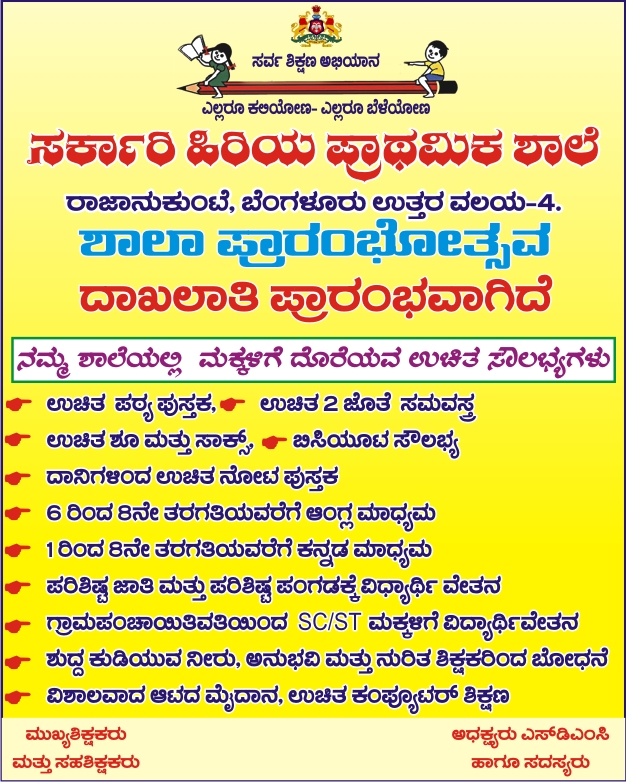 ಸರ್ವ ಶಿಕ್ಷಣ ಅಭಿಯಾನ
ಎಲ್ಲರೂ ಕಲಿಯೋಣ- ಎಲ್ಲರೂ ಬೆಳೆಯೋಣ
ಸರ್ಕಾರಿ ಹಿರಿಯ ಪ್ರಾಥಮಿಕ ಶಾಲೆ
ರಾಜಾನುಕುಂಟೆ, ಬೆಂಗಳೂರು ಉತ್ತರ ವಲಯ-4.
ಶಾಲಾ ಪ್ರಾರಂಭೋತ್ಸವ
ದಾಖಲಾತಿ ಪ್ರಾರಂಭವಾಗಿದೆ
ನಮ್ಮ ಶಾಲೆಯಲ್ಲಿ ಮಕ್ಕಳಿಗೆ ದೊರೆಯವ ಉಚಿತ ಸೌಲಭ್ಯಗಳು
ಉಚಿತ ಪಠ್ಯ ಪುಸ್ತಕ, ಉಚಿತ 2 ಜೊತೆ ಸಮವಸ್ತ್ರ
ಉಚಿತ ಶೂ ಮತ್ತು ಸಾಕ್ಸ್, ಬಿಸಿಯೂಟ ಸೌಲಭ್ಯ
ದಾನಿಗಳಿಂದ ಉಚಿತ ನೋಟ ಪುಸ್ತಕ
6 ರಿಂದ 8ನೇ ತರಗತಿಯವರೆಗೆ ಆಂಗ್ಲ ಮಾಧ್ಯಮ
1 ರಿಂದ 8ನೇ ತರಗತಿಯವರೆಗೆ ಕನ್ನಡ ಮಾಧ್ಯಮ
ಪರಿಶಿಷ್ಟ ಜಾತಿ ಮತ್ತು ಪರಿಶಿಷ್ಟ ಪಂಗಡಕ್ಕೆ ವಿಧ್ಯಾರ್ಥಿ ವೇತನ
ಗ್ರಾಮಪಂಚಾಯಿತಿವತಿಯಿಂದ SC/ST ಮಕ್ಕಳಿಗೆ ವಿದ್ಯಾರ್ಥಿವೇತನ
ಶುದ್ದ ಕುಡಿಯುವ ನೀರು, ಅನುಭವಿ ಮತ್ತು ನುರಿತ ಶಿಕ್ಷಕರಿಂದ ಬೋಧನೆ
ವಿಶಾಲವಾದ ಆಟದ ಮೈದಾನ, ಉಚಿತ ಕಂಪ್ಯೂಟರ್ ಶಿಕ್ಷಣ
ಮುಖ್ಯಶಿಕ್ಷಕರು
ಮತ್ತು ಸಹಶಿಕ್ಷಕರು
ಅಧಕ್ಷ್ಯರು ಎಸ್‌ಡಿಎಂಸಿ
ಹಾಗೂ ಸದಸ್ಯರು